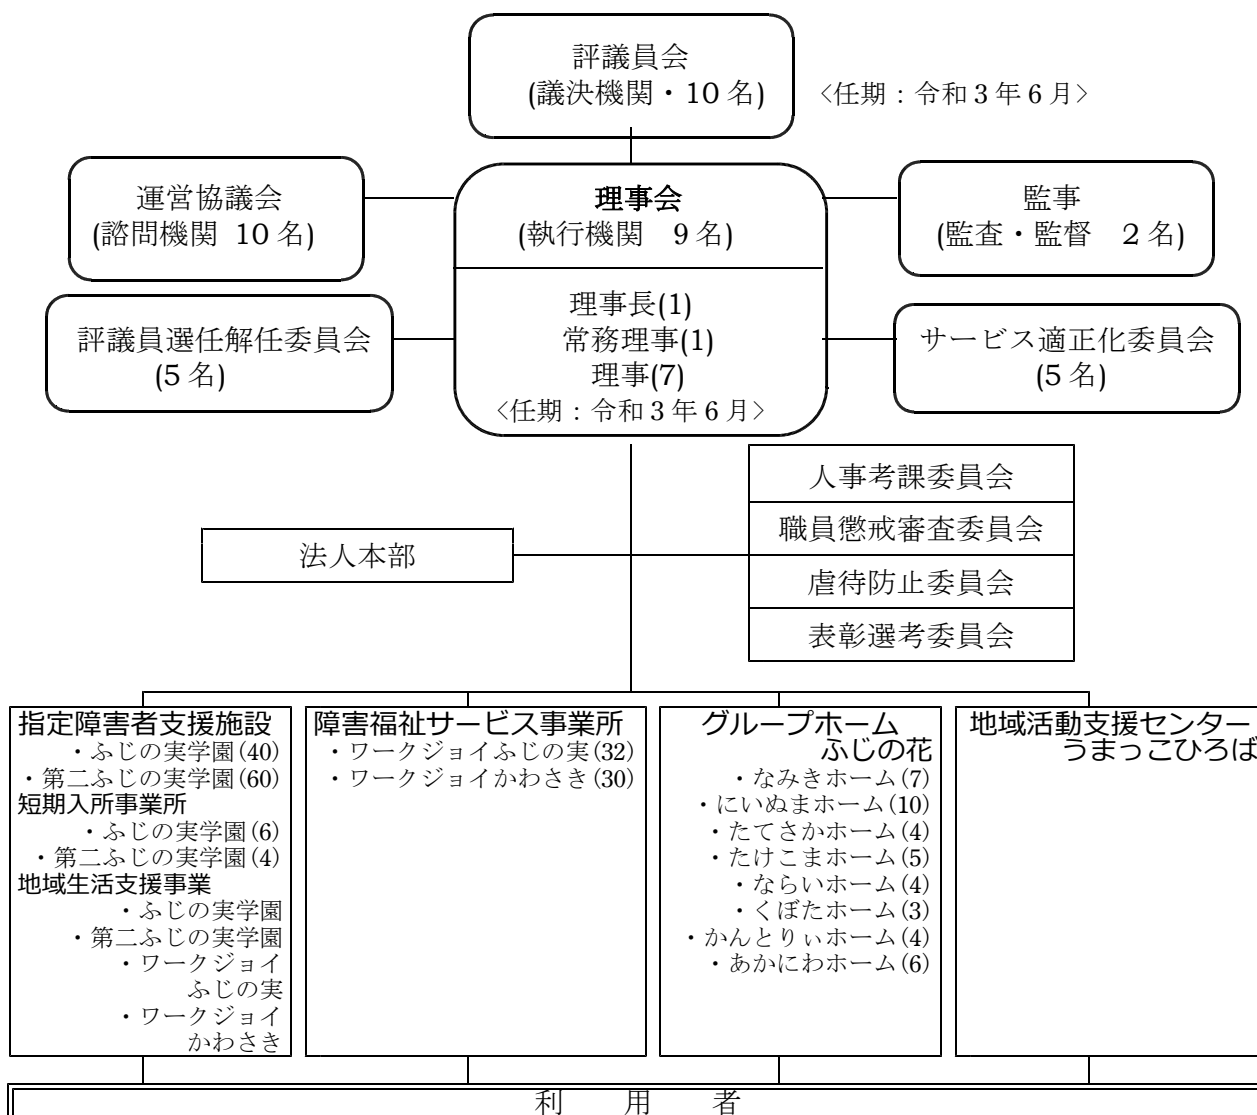 評議員会
(議決機関・10名)
〈任期：令和3年6月〉
運営協議会
(諮問機関 10名)
理事会
(執行機関　9名)
監事
(監査・監督　2名)
評議員選任解任委員会
(5名)
理事長(1)
常務理事(1)
理事(7)
〈任期：令和3年6月〉
サービス適正化委員会
(5名)
人事考課委員会
職員懲戒審査委員会
虐待防止委員会
表彰選考委員会
法人本部
指定障害者支援施設
・ふじの実学園(40)
・第二ふじの実学園(60)
短期入所事業所
・ふじの実学園(6)
・第二ふじの実学園(4)
地域生活支援事業
・ふじの実学園
・第二ふじの実学園
・ワークジョイ
ふじの実
・ワークジョイ
かわさき
障害福祉サービス事業所
・ワークジョイふじの実(32)
・ワークジョイかわさき(30)
グループホーム
ふじの花
・なみきホーム(7)
・にいぬまホーム(10)
・たてさかホーム(4)
・たけこまホーム(5)
・ならいホーム(4)
・くぼたホーム(3)
・かんとりぃホーム(4)
・あかにわホーム(6)
地域活動支援センター
うまっこひろば
利　用　者